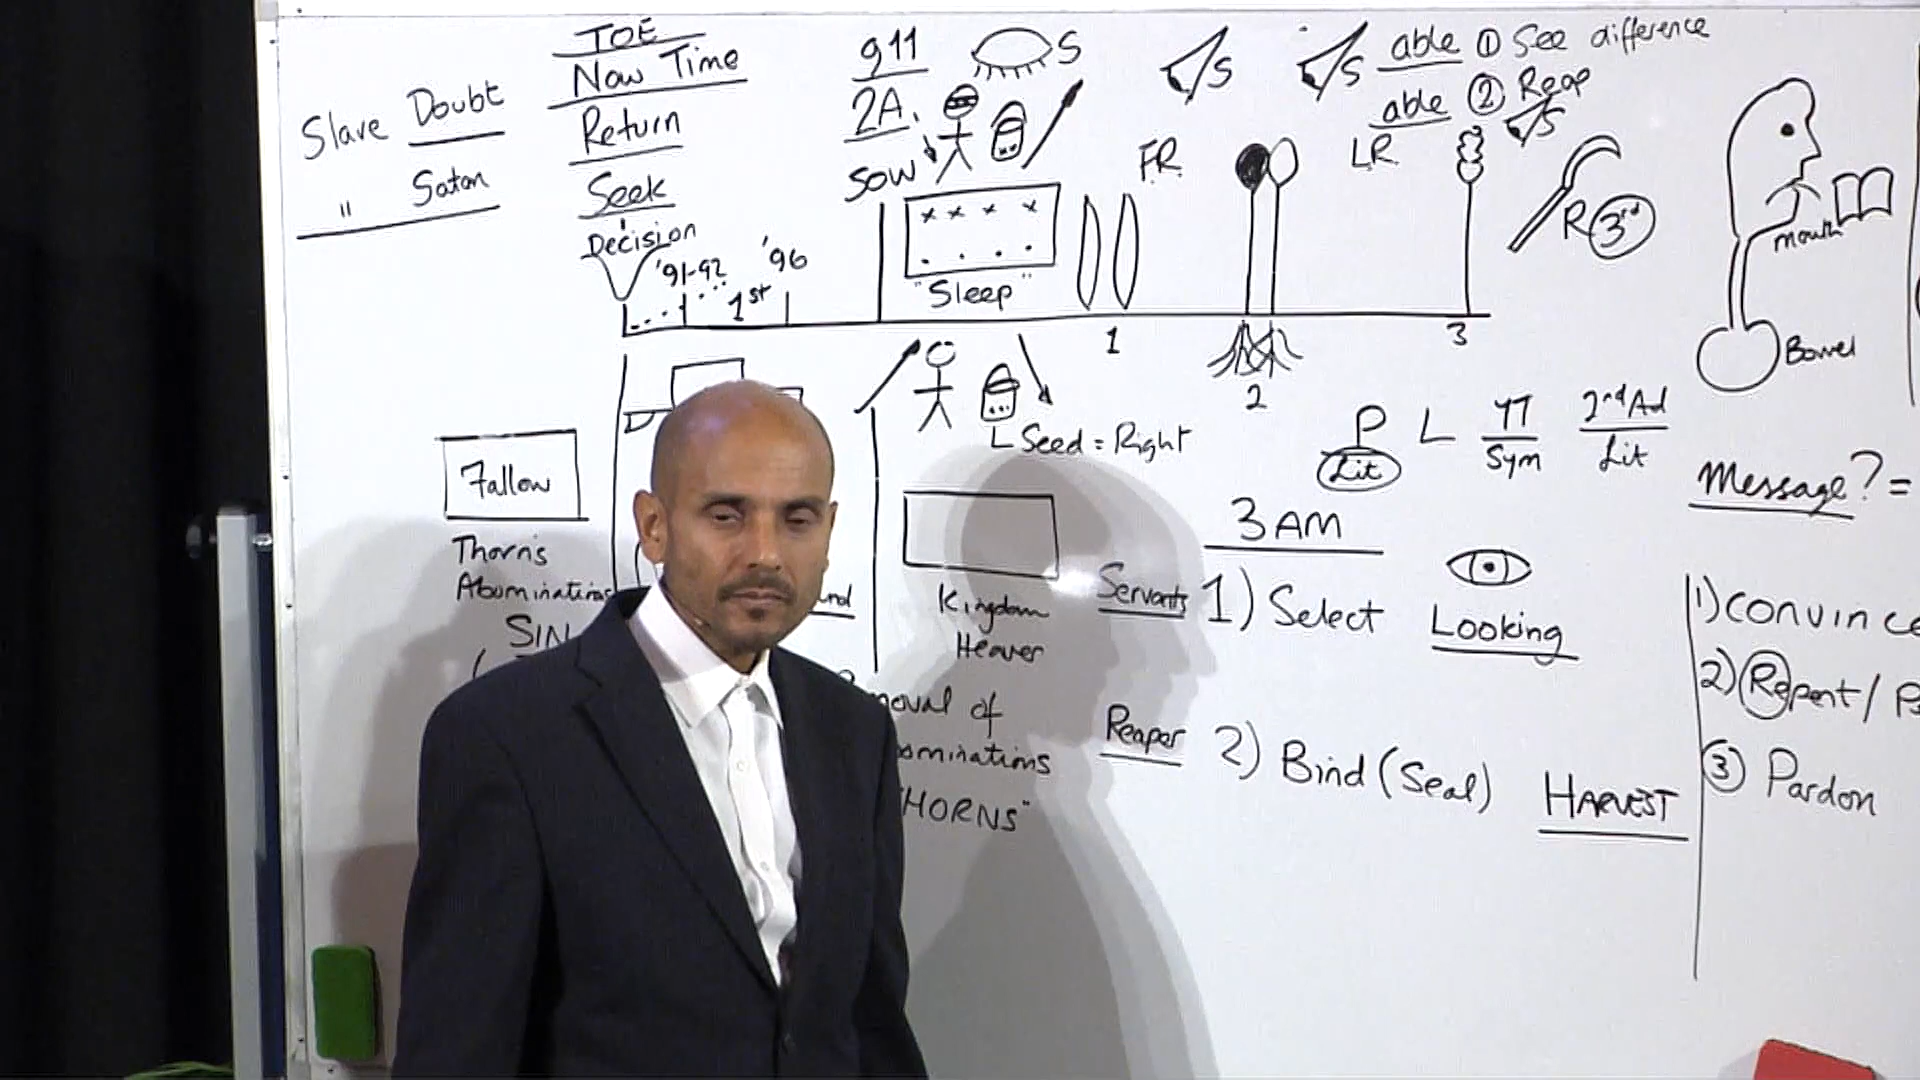 TOE
Now Time
Return
Seek
Decision
Slave Doubt
" Satan
'91-92
'96
1st
911
2A.
SOW
S
"Sleep"
S
S
able ① See difference
able ② Reap
S
F.R.
L.R.
R 3rd
Mouth
Bowel
1
2
3
L Seed = Right
P
Lit
L
77
Sym
2nd Ad
Lit
Message? =
Fallow
Thorns
Abominations
SIN
Kingdom
Heaven
moval of
ominations
HORNS"
3 AM
Servants 1) Select
Looking
Reaper 2) Bind (Seal)
HARVEST
1) convince
2) Repent /
③ Pardon